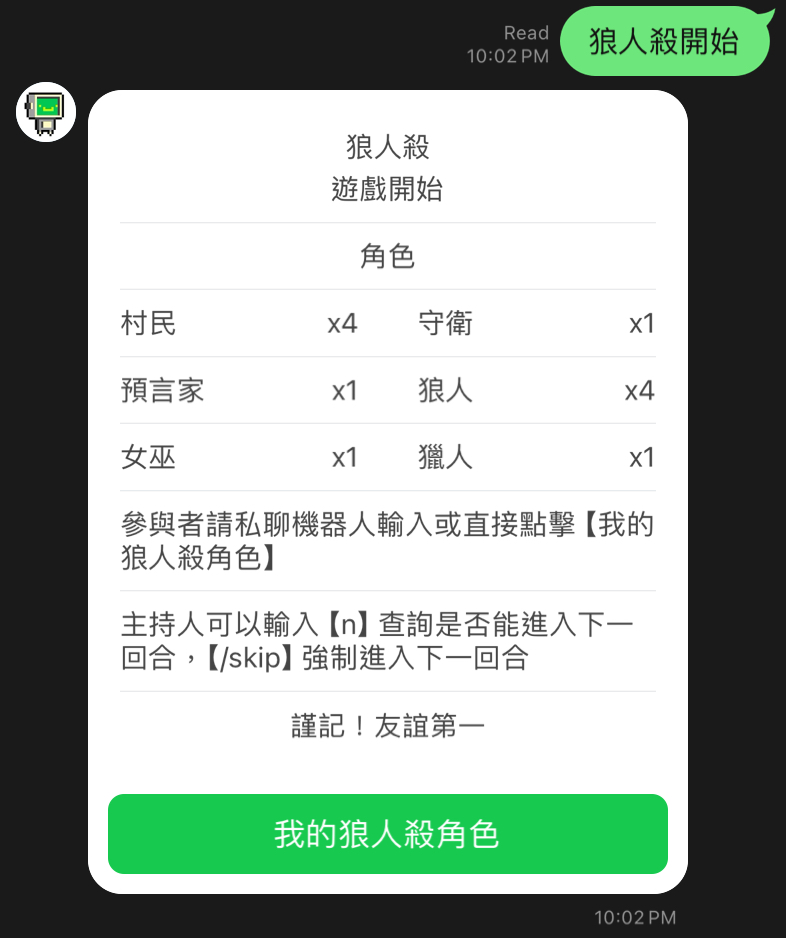 Read
10:02 PM
狼人殺開始
狼人殺
遊戲開始
角色
村民 x4 守衛 x1
預言家 x1 狼人 x4
女巫 x1 獵人 x1
參與者請私聊機器人輸入或直接點擊【我的
狼人殺角色】
主持人可以輸入【n】查詢是否能進入下一
回合，【/skip】強制進入下一回合
謹記！友誼第一
我的狼人殺角色
10:02 PM